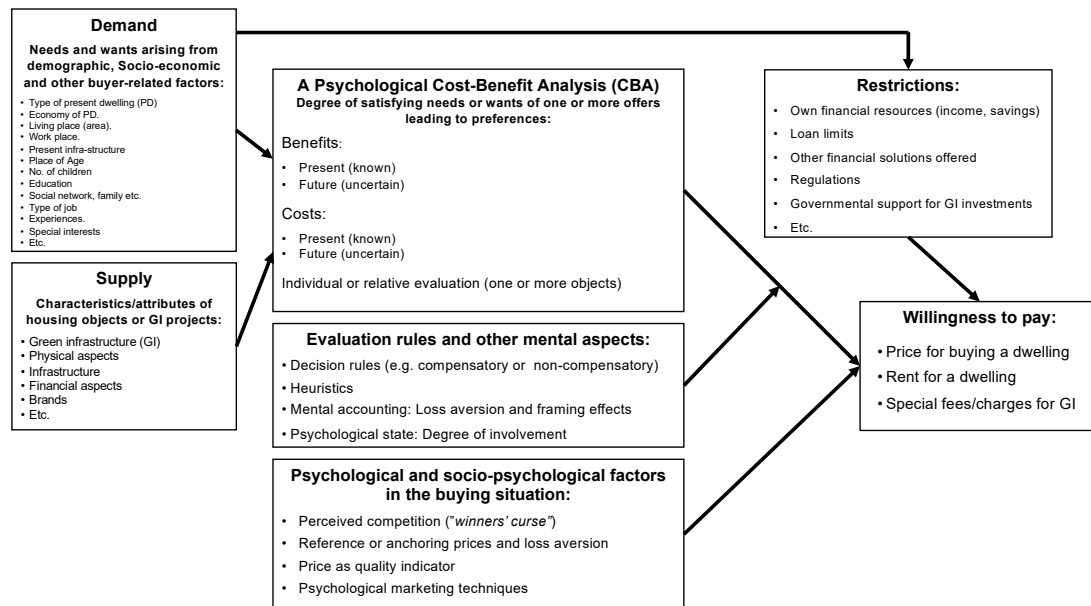 Demand
Needs and wants arising from
demographic, Socio-economic
and other buyer-related factors:
• Type of present dwelling (PD)
• Economy of PD.
• Living place (area).
• Work place.
• Present infra-structure
• Place of Age
• No. of children
• Education
• Social network, family etc.
• Type of job
• Experiences.
• Special interests
• Etc.
Supply
Characteristics/attributes of
housing objects or GI projects:
• Green infrastructure (GI)
• Physical aspects
• Infrastructure
• Financial aspects
• Brands
• Etc.
A Psychological Cost-Benefit Analysis (CBA)
Degree of satisfying needs or wants of one or more offers
leading to preferences:
Benefits:
• Present (known)
• Future (uncertain)
Costs:
• Present (known)
• Future (uncertain)
Individual or relative evaluation (one or more objects)
Evaluation rules and other mental aspects:
• Decision rules (e.g. compensatory or non-compensatory)
• Heuristics
• Mental accounting: Loss aversion and framing effects
• Psychological state: Degree of involvement
Psychological and socio-psychological factors
in the buying situation:
• Perceived competition ("winners' curse")
• Reference or anchoring prices and loss aversion
• Price as quality indicator
• Psychological marketing techniques
Restrictions:
• Own financial resources (income, savings)
• Loan limits
• Other financial solutions offered
• Regulations
• Governmental support for GI investments
• Etc.
Willingness to pay:
• Price for buying a dwelling
• Rent for a dwelling
• Special fees/charges for GI